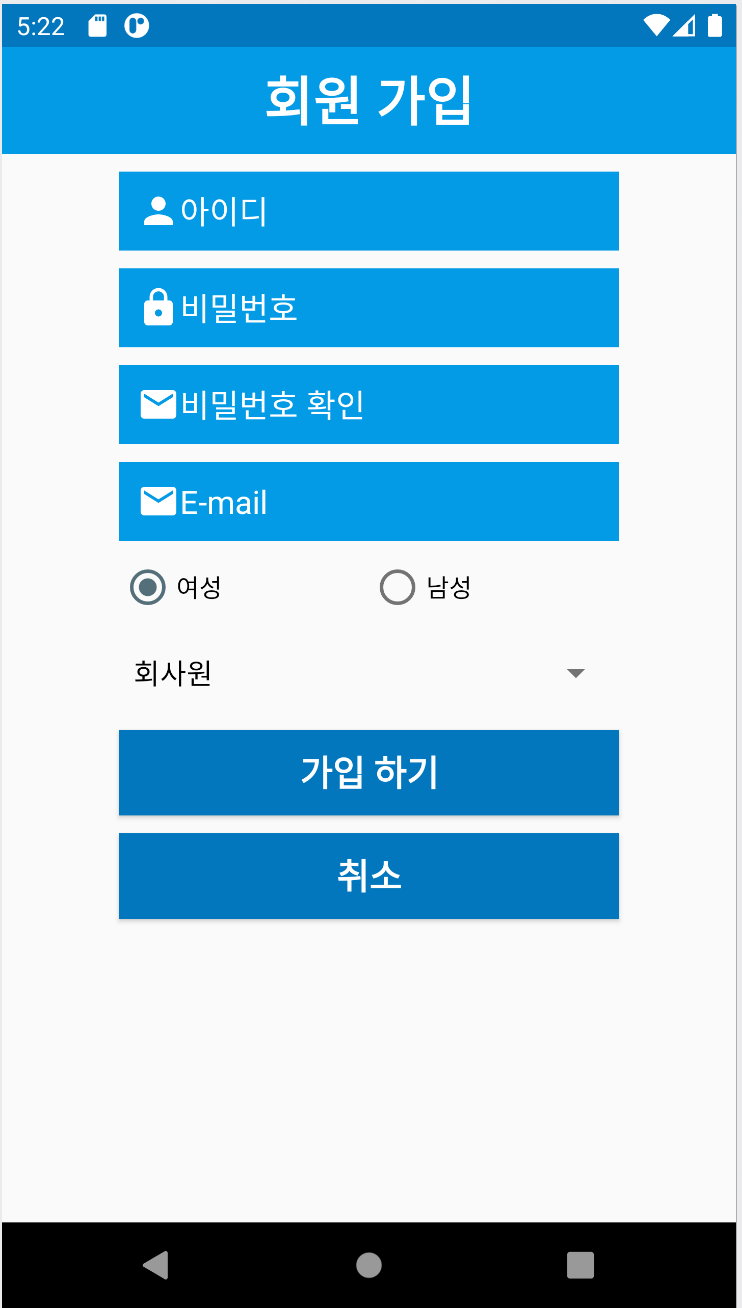 5:22
회원 가입
아이디
비밀번호
비밀번호 확인
E-mail
여성 남성
회사원
가입 하기
취소